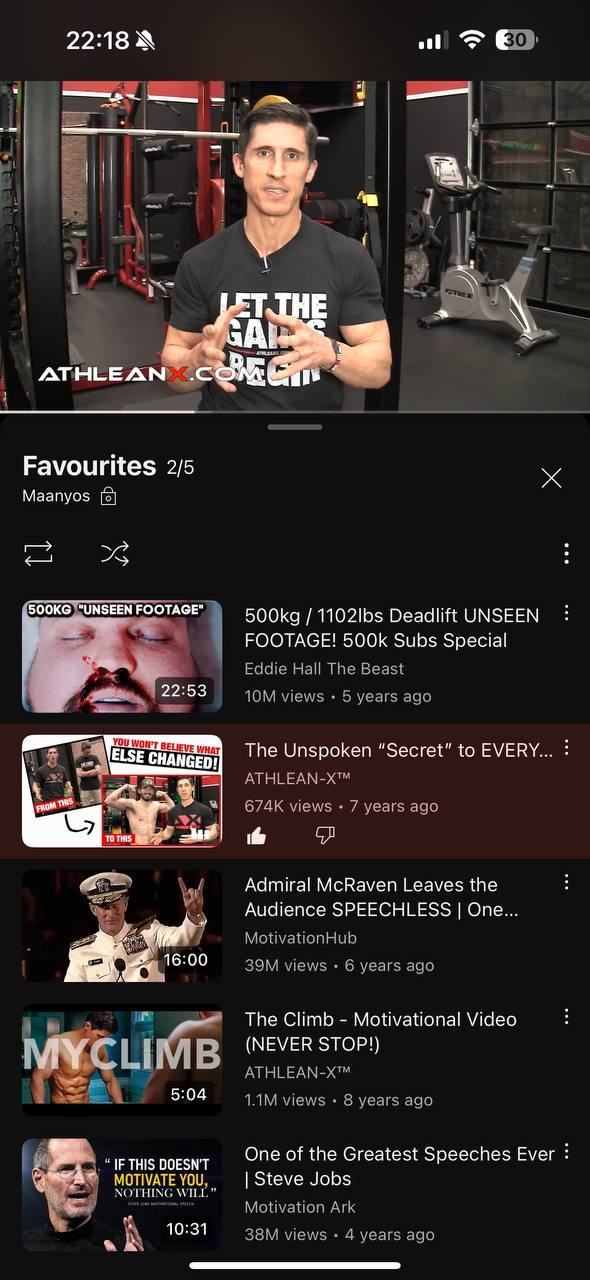 22:18
30
LET THE
GAINS
BEGIN
ATHLEANX.COM
Favourites 2/5
Maanyos
500KG "UNSEEN FOOTAGE"
22:53
500kg / 1102lbs Deadlift UNSEEN
FOOTAGE! 500k Subs Special
Eddie Hall The Beast
10M views • 5 years ago
YOU WON'T BELIEVE WHAT
ELSE CHANGED!
FROM THIS
TO THIS
The Unspoken “Secret” to EVERY...
ATHLEAN-X™
674K views • 7 years ago
16:00
Admiral McRaven Leaves the
Audience SPEECHLESS | One...
MotivationHub
39M views • 6 years ago
MYCLIMB
5:04
The Climb - Motivational Video
(NEVER STOP!)
ATHLEAN-X™
1.1M views • 8 years ago
“ IF THIS DOESN'T
MOTIVATE YOU,
NOTHING WILL ”
STEVE JOBS MOTIVATIONAL SPEECH
10:31
One of the Greatest Speeches Ever
| Steve Jobs
Motivation Ark
38M views • 4 years ago